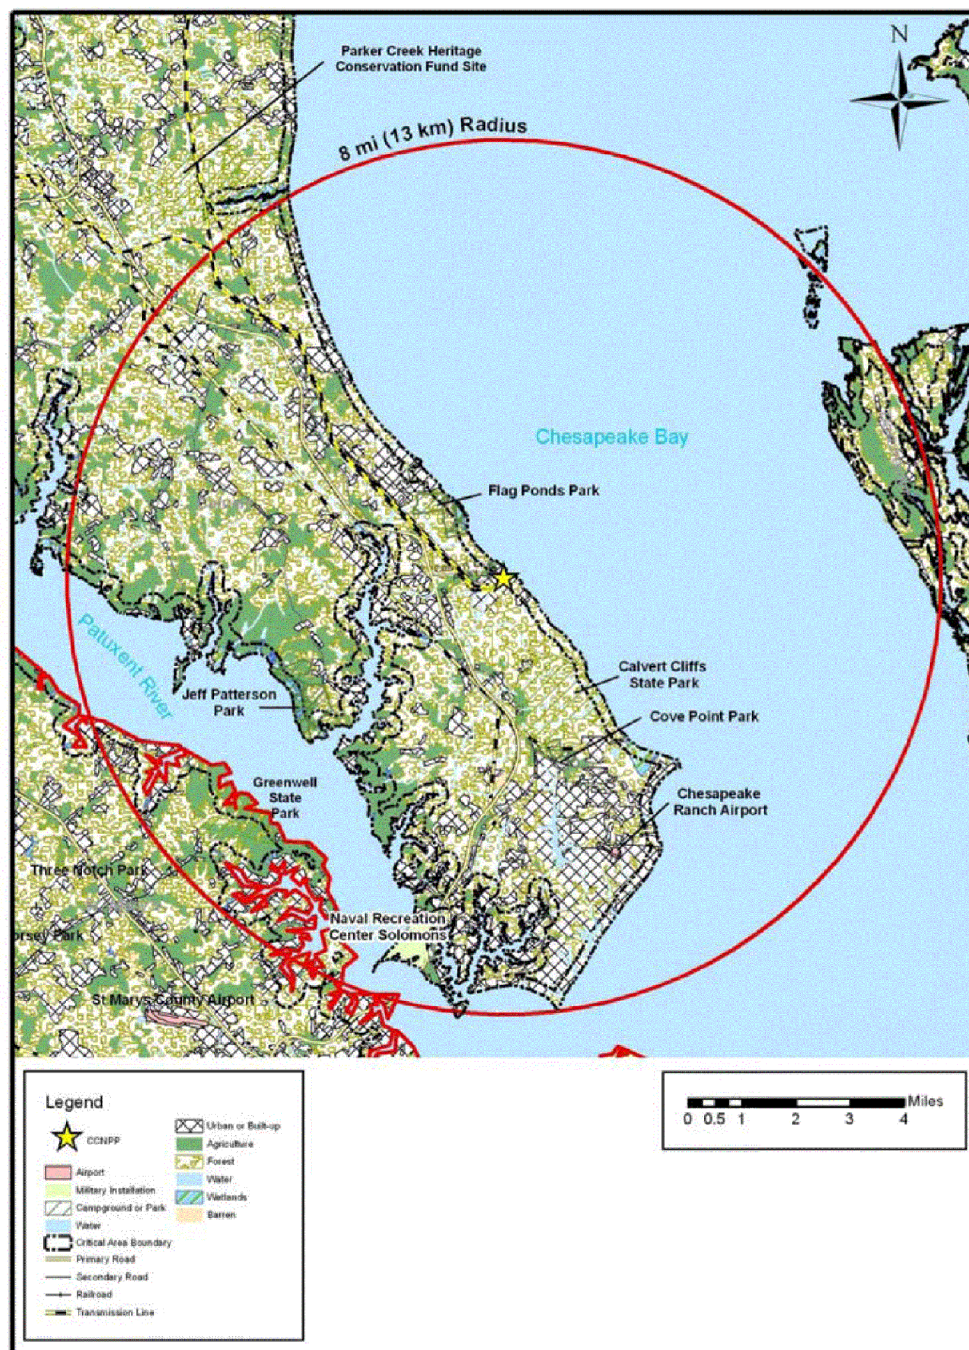 N
Parker Creek Heritage
Conservation Fund Site
8 mi (13 km) Radius
Chesapeake Bay
Flag Ponds Park
Patuxent River
Calvert Cliffs
State Park
Jeff Patterson
Park
Cove Point Park
Greenwell
State
Park
Chesapeake
Ranch Airport
Three Notch Park
orsey Park
Naval Recreation
Center Solomons
St Marys County Airport
Legend
CCNPP
Airport
Military Installation
Campground or Park
Water
Critical Area Boundary
Primary Road
Secondary Road
Railroad
Transmission Line
Urban or Built-up
Agriculture
Forest
Water
Wetlands
Barren
Miles
0 0.5 1 2 3 4